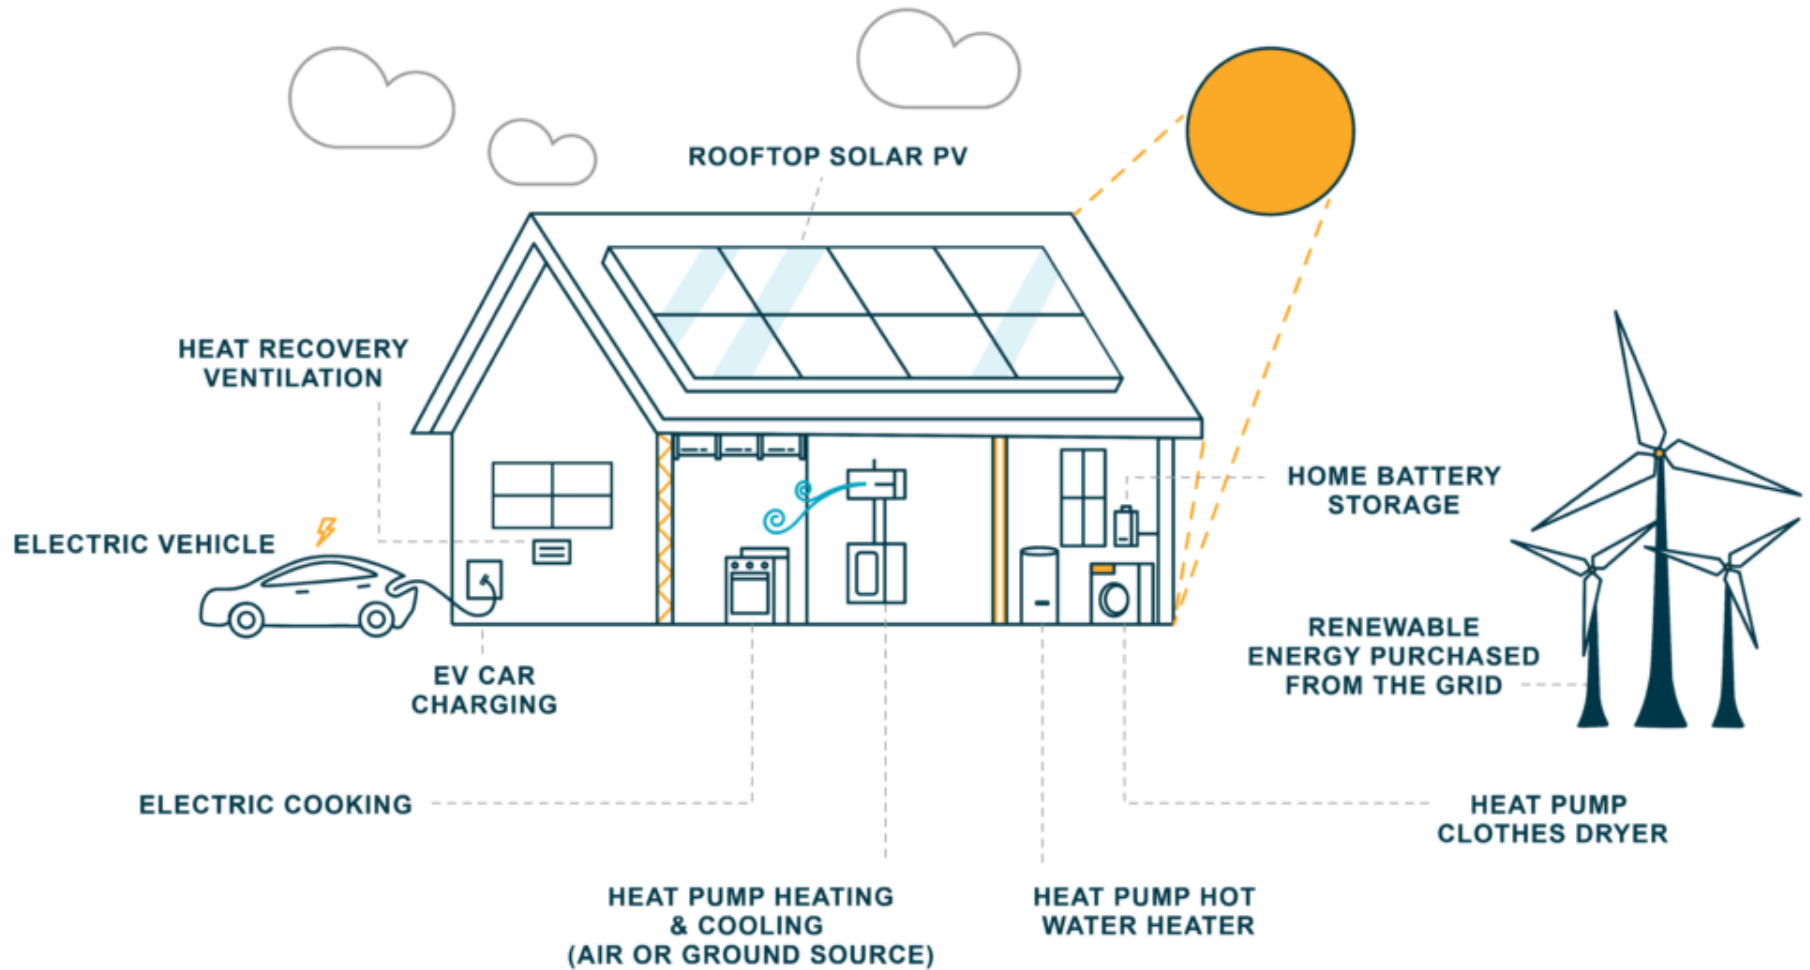 ROOFTOP SOLAR PV
HEAT RECOVERY
VENTILATION
HOME BATTERY
STORAGE
ELECTRIC VEHICLE
RENEWABLE
ENERGY PURCHASED
FROM THE GRID
EV CAR
CHARGING
ELECTRIC COOKING
HEAT PUMP
CLOTHES DRYER
HEAT PUMP HEATING
& COOLING
(AIR OR GROUND SOURCE)
HEAT PUMP HOT
WATER HEATER